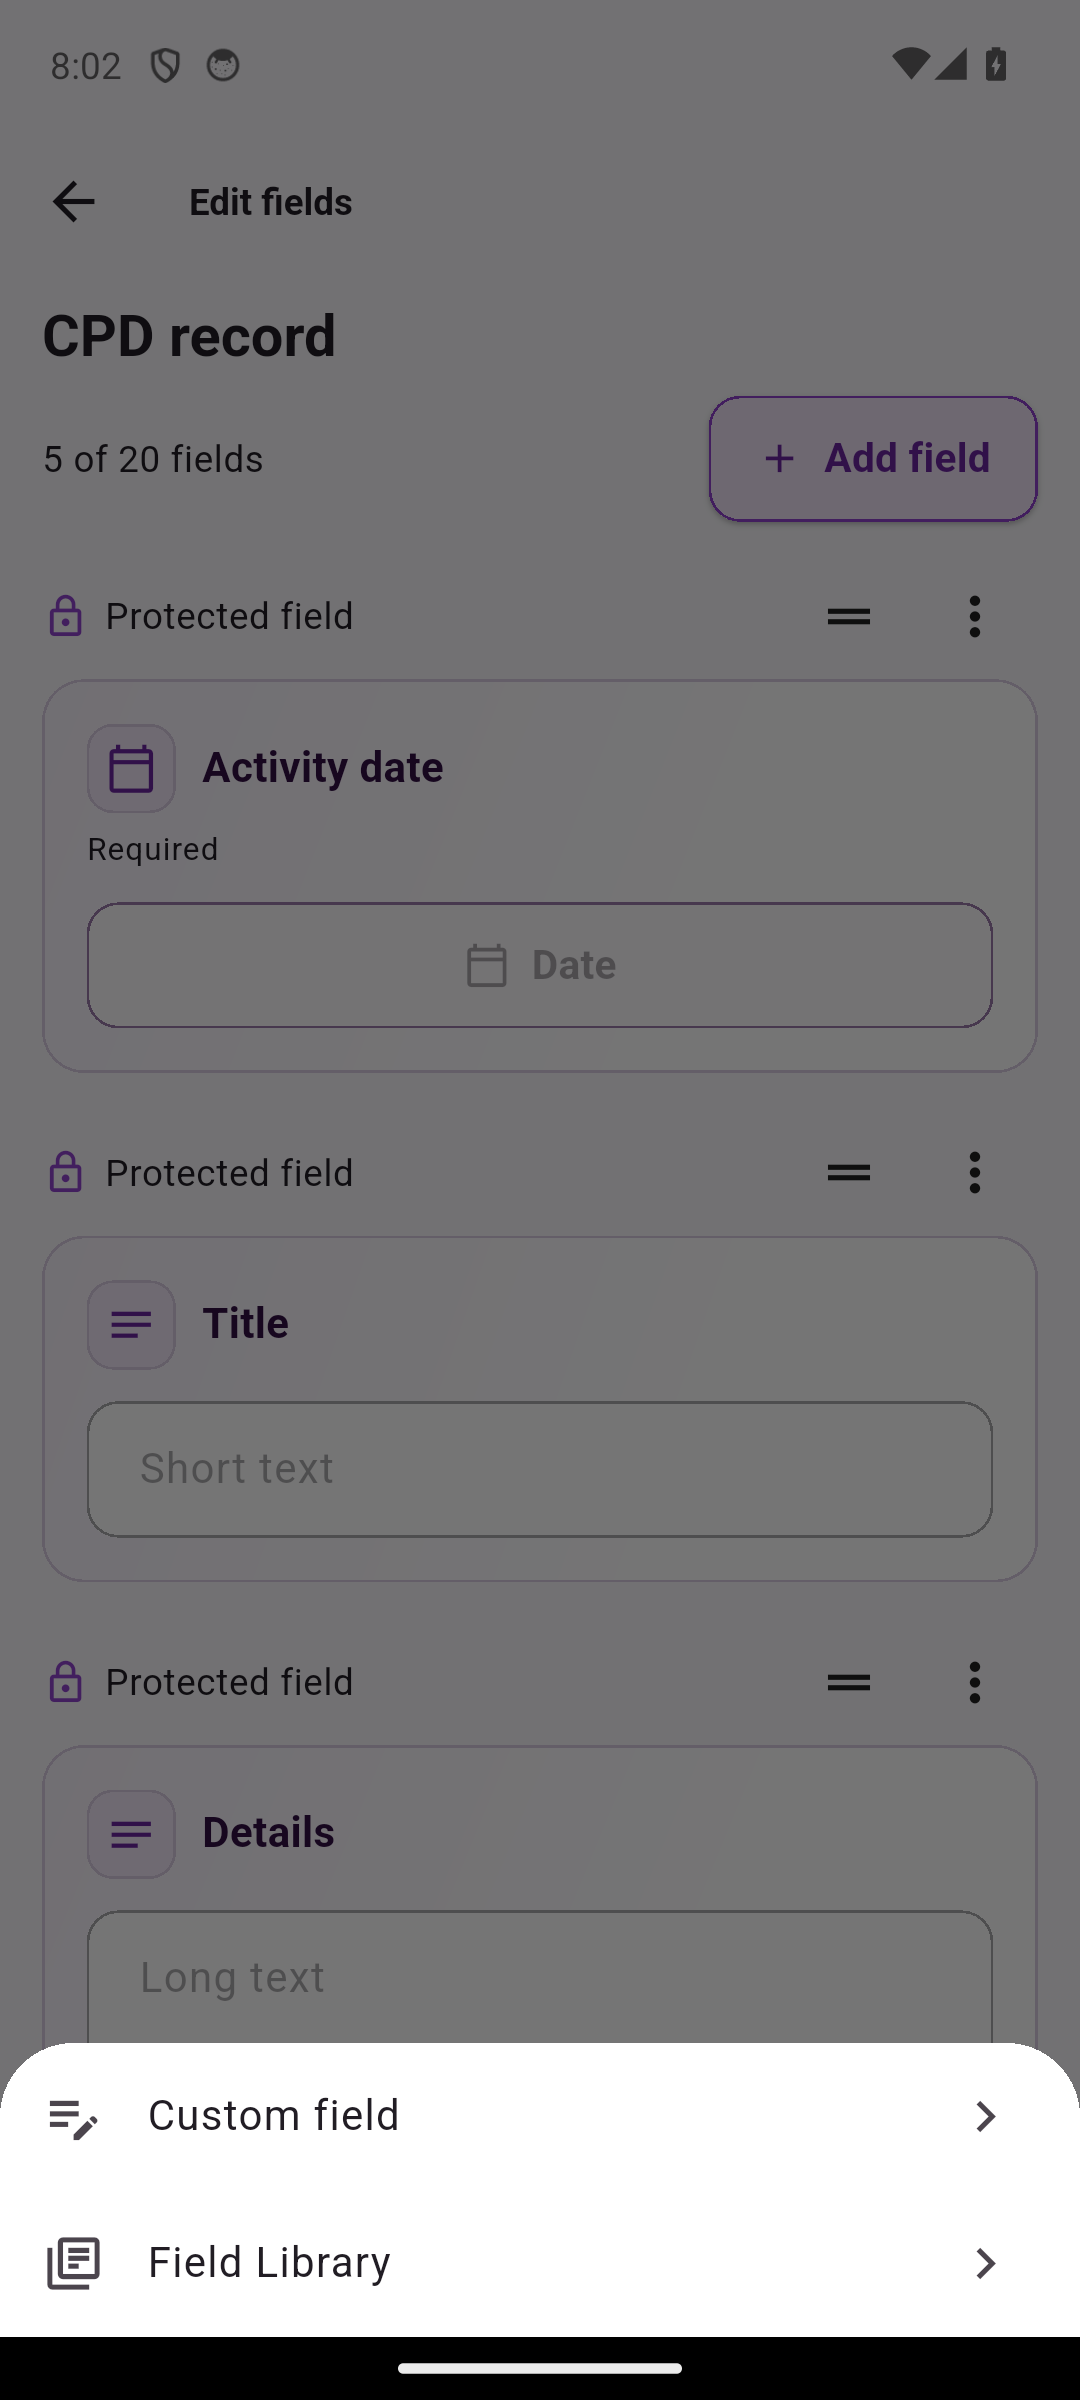 8:02
Edit fields
CPD record
5 of 20 fields
Add field
Protected field
Activity date
Required
Date
Protected field
Title
Short text
Protected field
Details
Long text
Custom field
Field Library